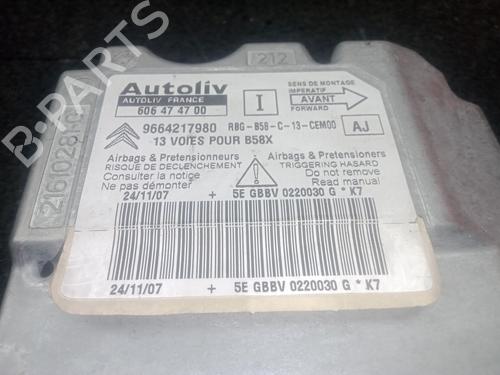 212
Autoliv
AUTOLIV FRANCE
606 47 47 00
I
SENS DE MONTAGE
IMPERATIF
AVANT
FORWARD
9664217980 RBG-B58-C-13-CEM00
13 VOIES POUR B58X
AJ
Airbags & Pretensionneurs
RISQUE DE DECLENCHEMENT
Consulter la notice
Ne pas démonter
Airbags & Pretensioners
TRIGGERING HASARD
Do not remove
Read manual
24/11/07 + 5E GBBV 0220030 G * K7
24/11/07 + 5E GBBV 0220030 G * K7
B-PARTS